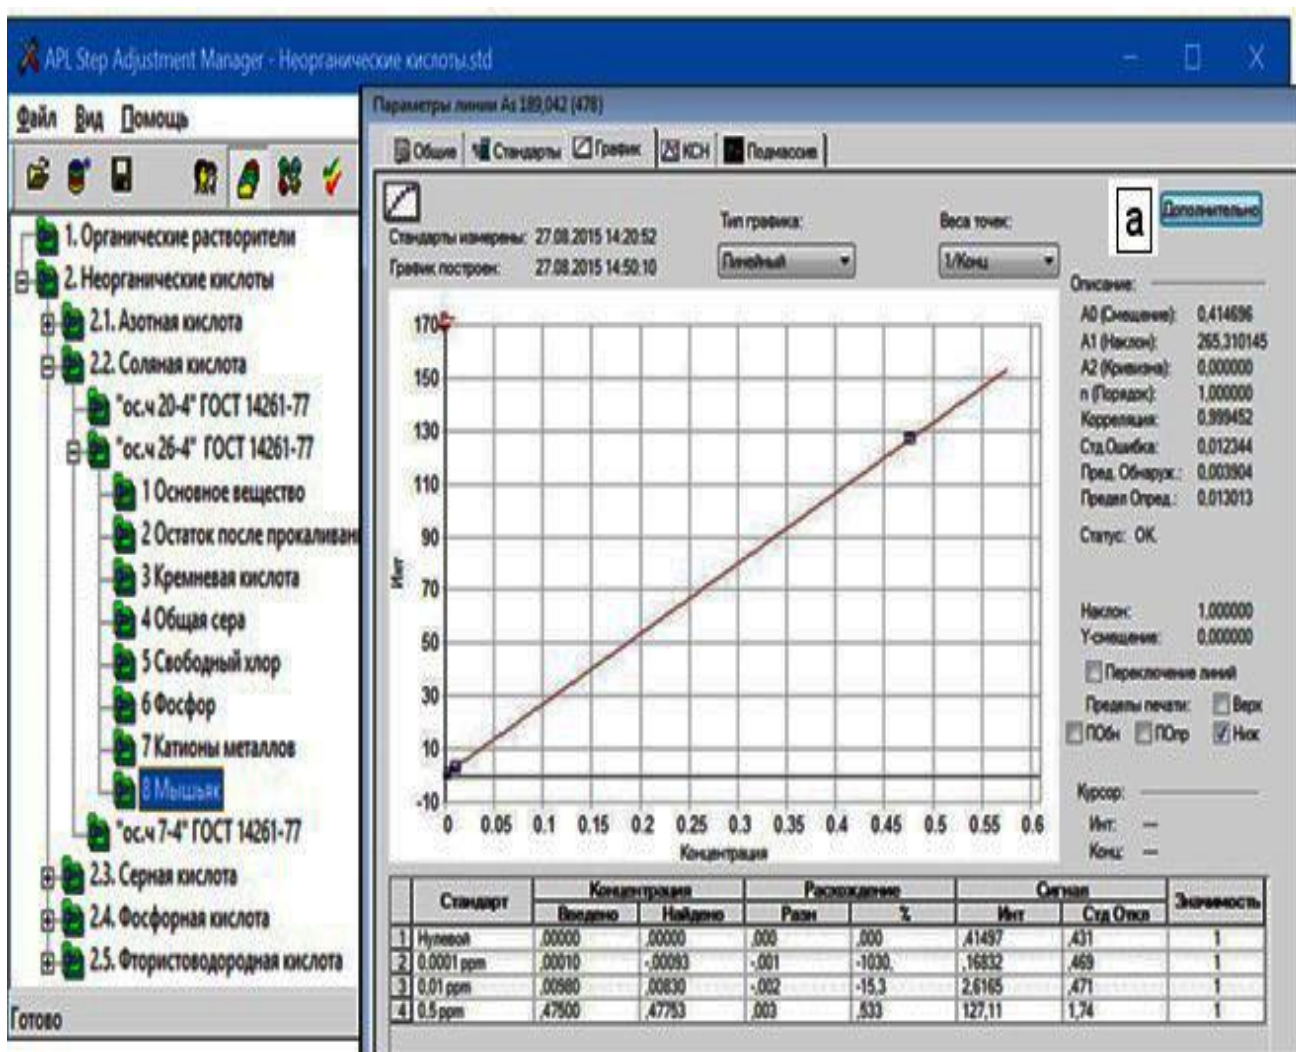 APL Step Adjustment Manager - Неорганические кислоты.std
Файл Вид Помощь
1. Органические растворители
2. Неорганические кислоты
2.1. Азотная кислота
2.2. Соляная кислота
"ос.ч 20-4" ГОСТ 14261-77
"ос.ч 26-4" ГОСТ 14261-77
1 Основное вещество
2 Остаток после прокаливан
3 Кремневая кислота
4 Общая сера
5 Свободный хлор
6 Фосфор
7 Катионы металлов
8 Мышьяк
"ос.ч 7-4" ГОСТ 14261-77
2.3. Серная кислота
2.4. Фосфорная кислота
2.5. Фтористоводородная кислота
Готово
Параметры линии As 189,042 (478)
Общие Стандарты График КСН Подмассив
a Дополнительно
Стандарты измерены: 27.08.2015 14:20:52
График построен: 27.08.2015 14:50:10
Тип графика:
Линейный
Веса точек:
1/Конц
Описание:
A0 (Смещение): 0,414696
A1 (Наклон): 265,310145
A2 (Кривизна): 0,000000
n (Порядок): 1,000000
Корреляция: 0,999452
Стд.Ошибка: 0,012344
Пред. Обнаруж.: 0,003904
Предел Опред.: 0,013013
Статус: OK
Наклон: 1,000000
Y-смещение: 0,000000
Переключение линий
Пределы печати: Верх
ПОбн ПОпр Ниж
Курсор:
Инт: ---
Конц: ---
Инт
170
150
130
110
90
70
50
30
10
-10
0 0.05 0.1 0.15 0.2 0.25 0.3 0.35 0.4 0.45 0.5 0.55 0.6
Концентрация
Стандарт Концентрация Расхождение Сигнал Значимость
Введено Найдено Разн % Инт Стд Откл
1 Нулевой ,00000 ,00000 ,000 ,000 ,41497 ,431 1
2 0.0001 ppm ,00010 -,00093 -,001 -1030, ,16832 ,469 1
3 0.01 ppm ,00980 ,00830 -,002 -15,3 2,6165 ,471 1
4 0.5 ppm ,47500 ,47753 ,003 ,533 127,11 1,74 1